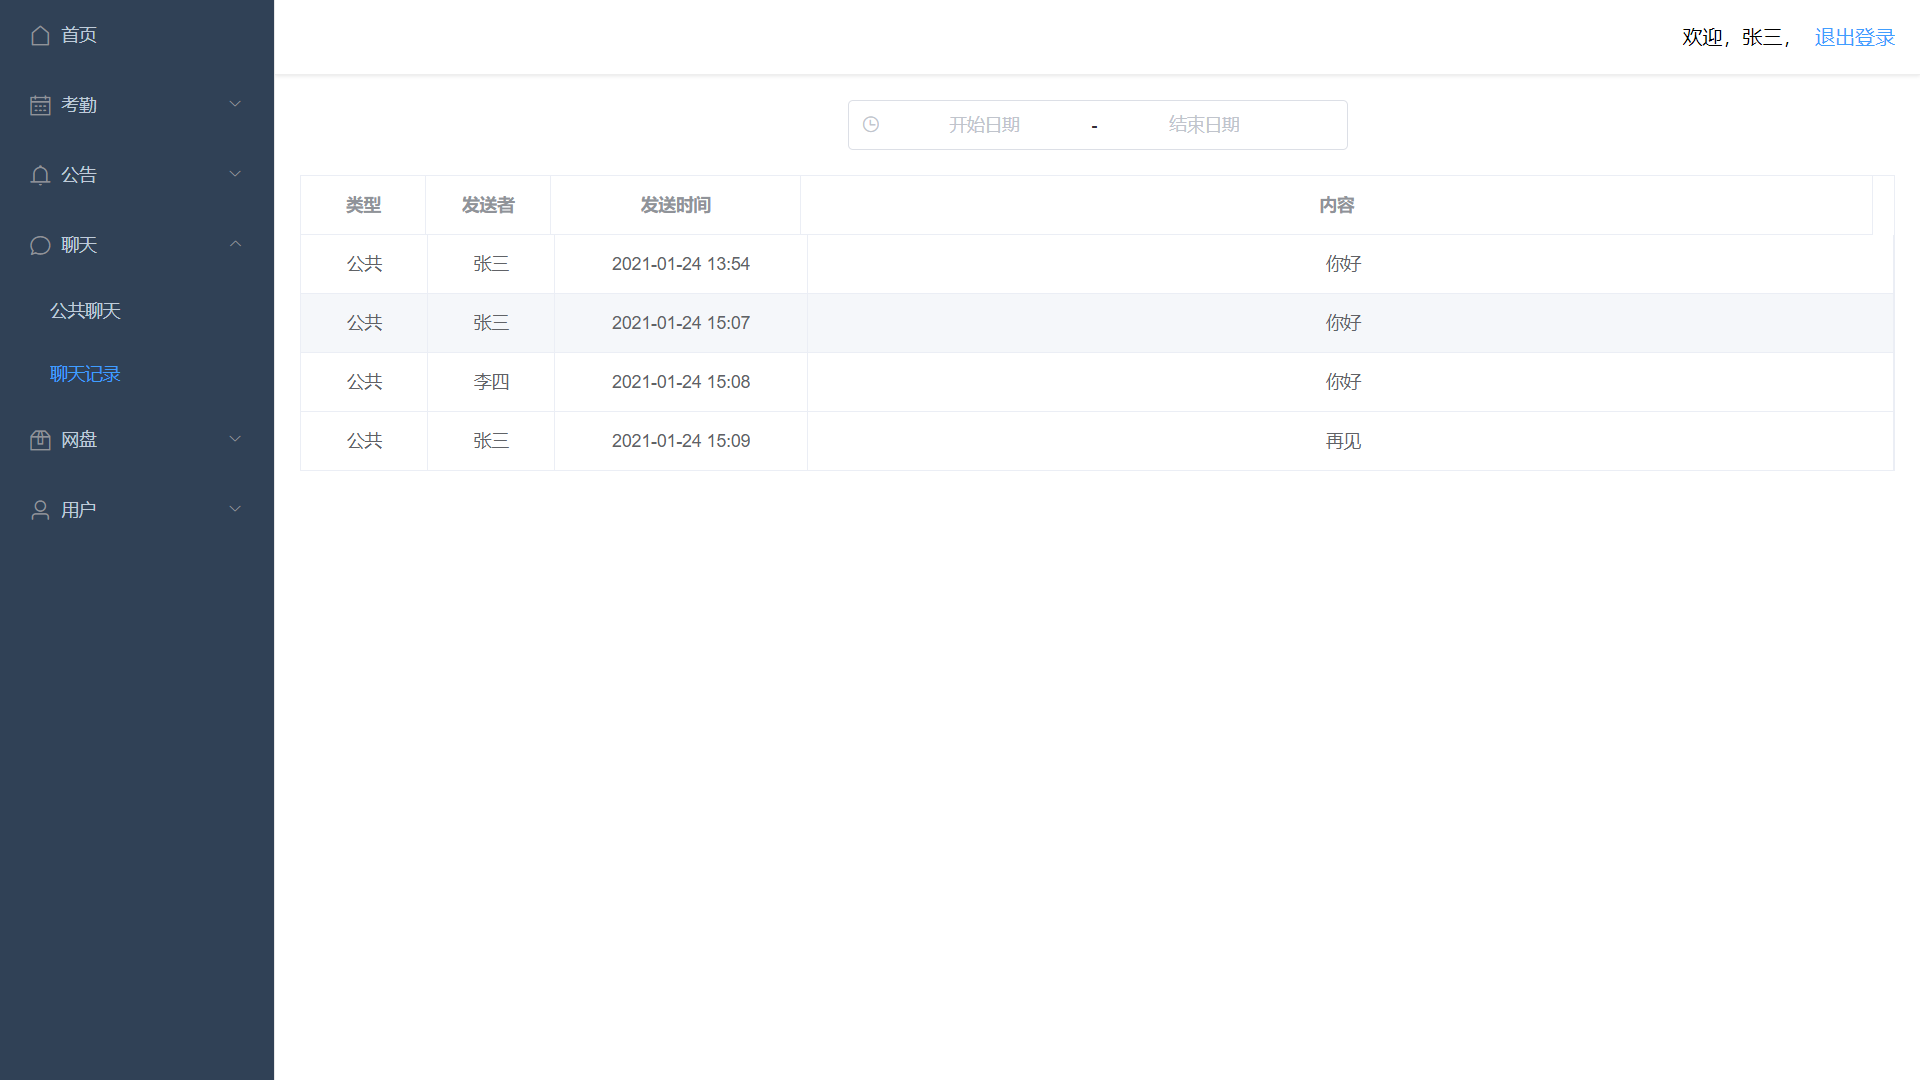 首页
考勤
公告
聊天
公共聊天
聊天记录
网盘
用户
欢迎，张三， 退出登录
开始日期 - 结束日期
类型 发送者 发送时间 内容
公共 张三 2021-01-24 13:54 你好
公共 张三 2021-01-24 15:07 你好
公共 李四 2021-01-24 15:08 你好
公共 张三 2021-01-24 15:09 再见